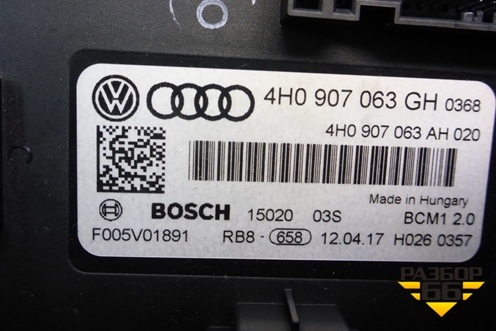 4H0 907 063 GH 0368
4H0 907 063 AH 020
Made in Hungary
BOSCH 15020 03S BCM1 2.0
F005V01891 RB8-658 12.04.17 H026 0357
РАЗБОР
66